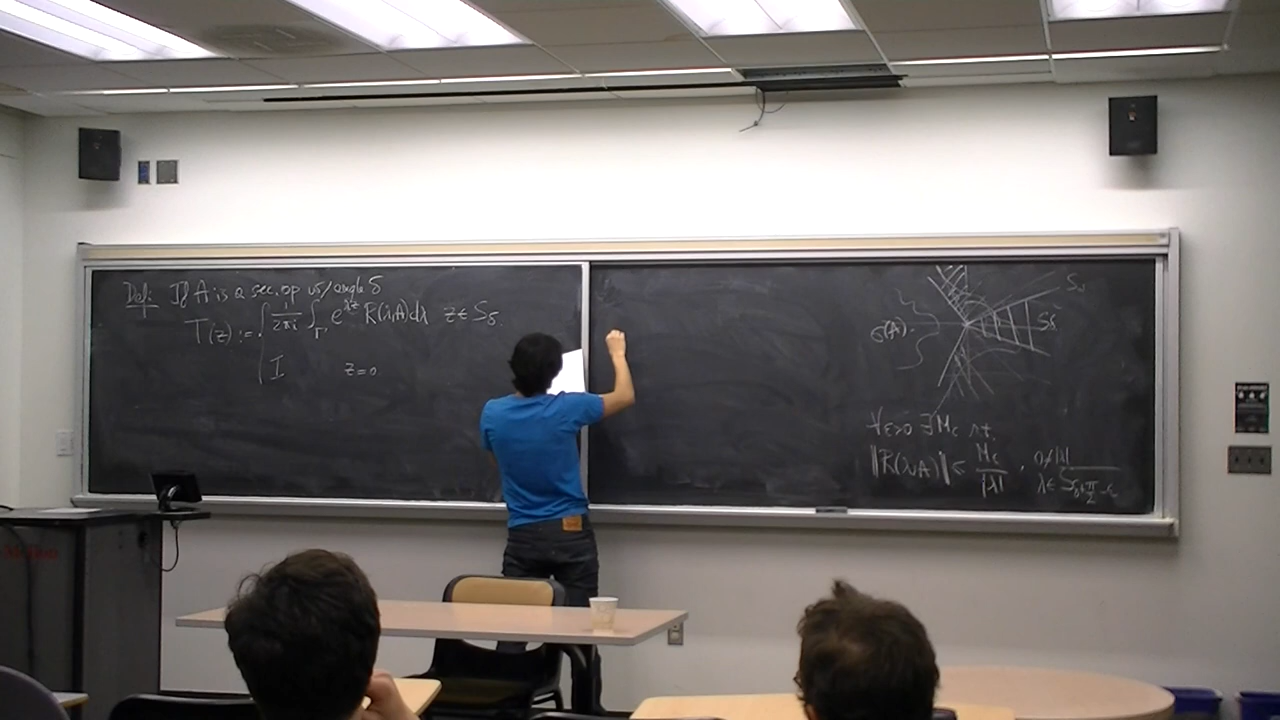 Def: If A is a sec. op w/ angle δ
T(z) := { 1/2πi ∫_Γ e^{λz} R(λ,A)dλ z ∈ S_δ
I z=0
σ(A)
S_δ
∀ε>0 ∃ M_ε s.t.
‖R(λ,A)‖ ≤ M_ε/|λ| , 0≠λ
λ ∈ S_{δ+π/2-ε}